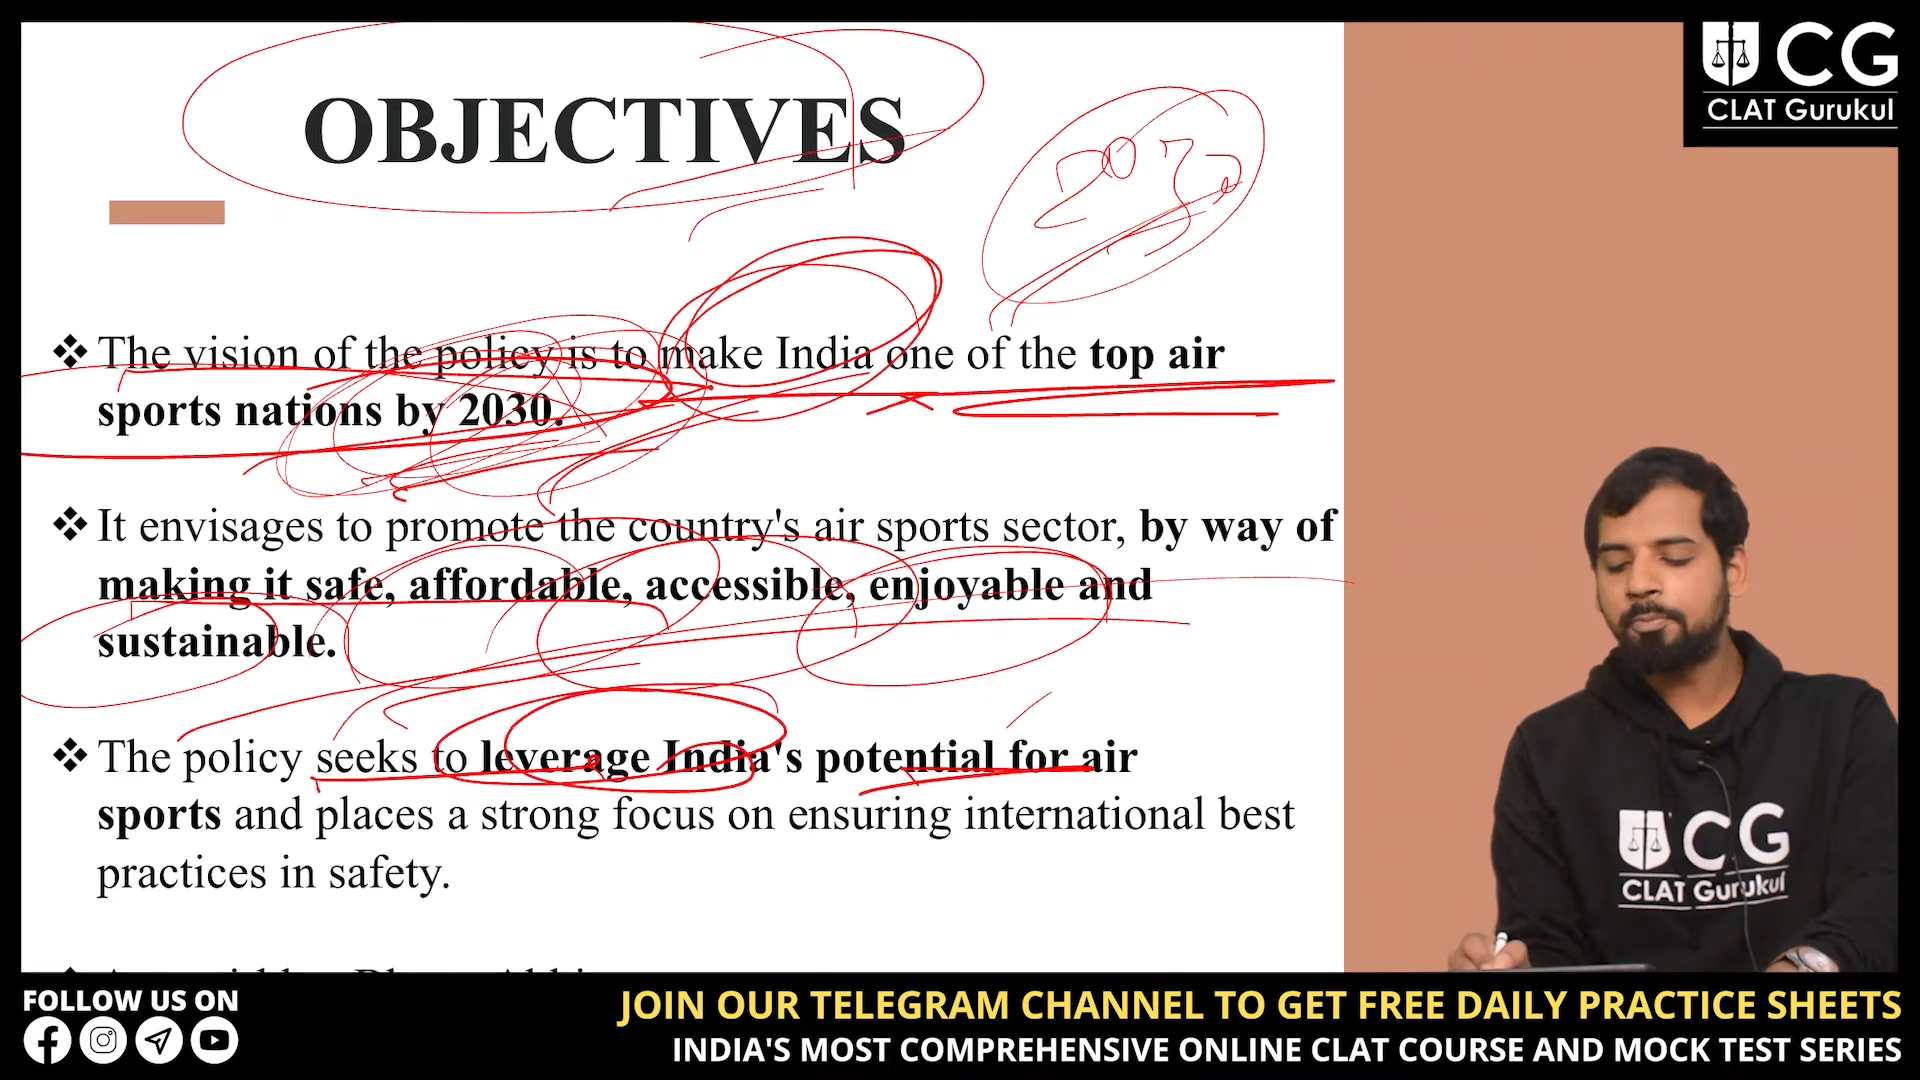 CG
CLAT Gurukul
OBJECTIVES
2030
❖ The vision of the policy is to make India one of the top air
sports nations by 2030.
❖ It envisages to promote the country's air sports sector, by way of
making it safe, affordable, accessible, enjoyable and
sustainable.
❖ The policy seeks to leverage India's potential for air
sports and places a strong focus on ensuring international best
practices in safety.
CG
CLAT Gurukul
FOLLOW US ON
JOIN OUR TELEGRAM CHANNEL TO GET FREE DAILY PRACTICE SHEETS
INDIA'S MOST COMPREHENSIVE ONLINE CLAT COURSE AND MOCK TEST SERIES